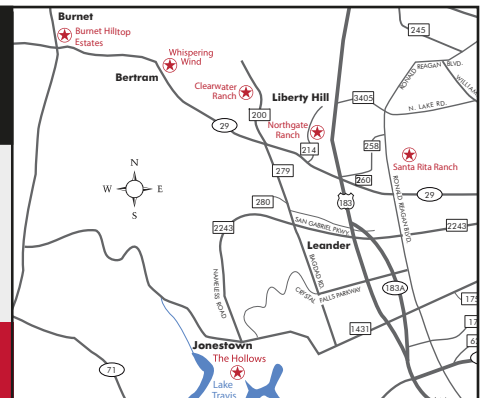 Burnet
Burnet Hilltop
Estates
245
Whispering
Wind
RONALD REAGAN BLVD.
Bertram
Clearwater
Ranch
Liberty Hill
3405
N. LAKE RD.
200
Northgate
Ranch
29
214
258
Santa Rita Ranch
N
W
E
S
279
260
RONALD REAGAN BLVD.
29
280
183
2243
SAN GABRIEL PKWY.
2243
Leander
NAMELESS ROAD
BAGDAD RD.
CRYSTAL FALLS PARKWAY
183A
1431
Jonestown
The Hollows
71
Lake
Travis